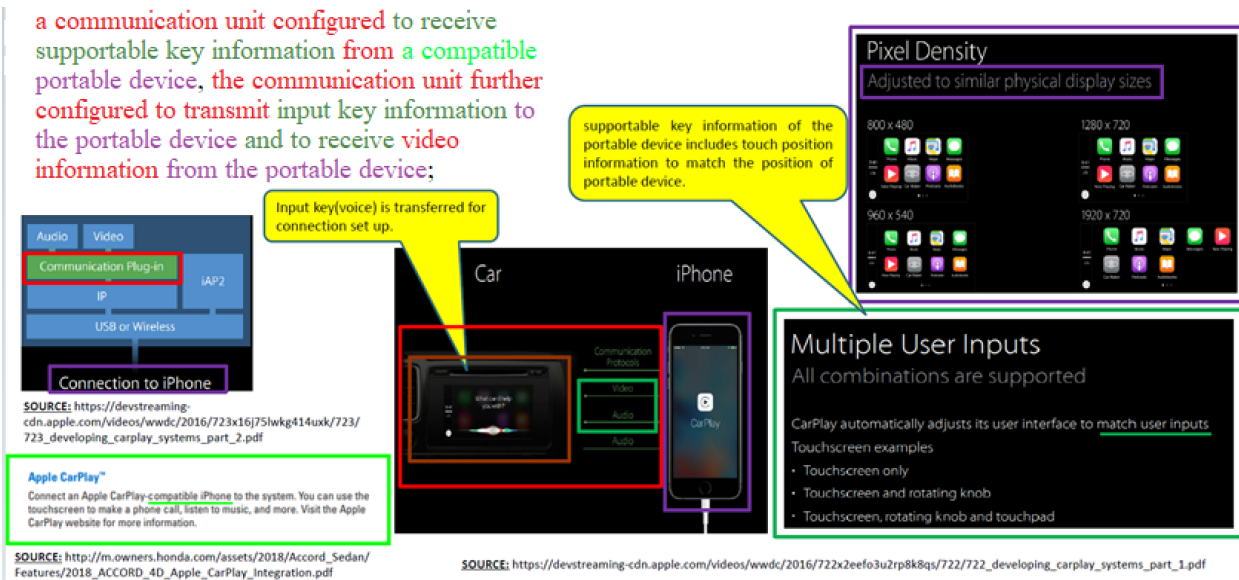 a communication unit configured to receive
supportable key information from a compatible
portable device, the communication unit further
configured to transmit input key information to
the portable device and to receive video
information from the portable device;
supportable key information of the
portable device includes touch position
information to match the position of
portable device.
Input key(voice) is transferred for
connection set up.
Pixel Density
Adjusted to similar physical display sizes
800 x 480
1280 x 720
960 x 540
1920 x 720
Audio
Video
Communication Plug-in
iAP2
IP
USB or Wireless
Connection to iPhone
SOURCE: https://devstreaming-
cdn.apple.com/videos/wwdc/2016/723x16j75lwkg414uxk/723/
723_developing_carplay_systems_part_2.pdf
Apple CarPlay™
Connect an Apple CarPlay-compatible iPhone to the system. You can use the
touchscreen to make a phone call, listen to music, and more. Visit the Apple
CarPlay website for more information.
SOURCE: http://m.owners.honda.com/assets/2018/Accord_Sedan/
Features/2018_ACCORD_4D_Apple_CarPlay_Integration.pdf
Car
iPhone
What can I help
you with?
Communication
Protocols
Video
Audio
Audio
CarPlay
Multiple User Inputs
All combinations are supported
CarPlay automatically adjusts its user interface to match user inputs
Touchscreen examples
• Touchscreen only
• Touchscreen and rotating knob
• Touchscreen, rotating knob and touchpad
SOURCE: https://devstreaming-cdn.apple.com/videos/wwdc/2016/722x2eefo3u2rp8k8qs/722/722_developing_carplay_systems_part_1.pdf